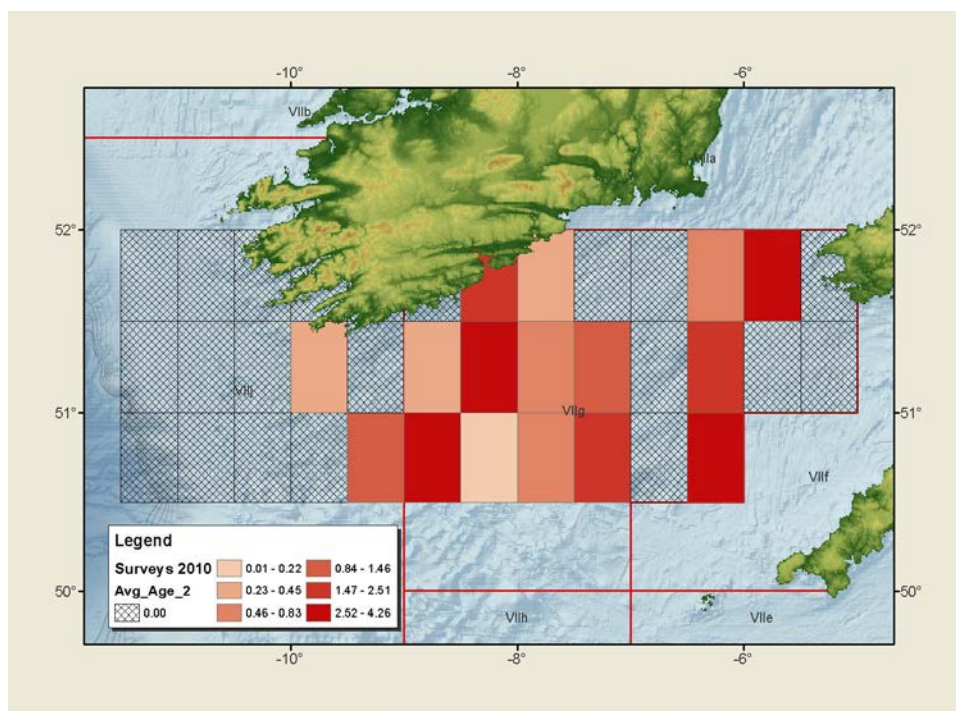 -10° -8° -6°
VIIb
VIIa
52° 52°
VIIj
51° 51°
VIIg
VIIf
Legend
Surveys 2010 0.01 - 0.22 0.84 - 1.46
Avg_Age_2 0.23 - 0.45 1.47 - 2.51
0.00 0.46 - 0.83 2.52 - 4.26
50° 50°
VIIh VIIe
-10° -8° -6°